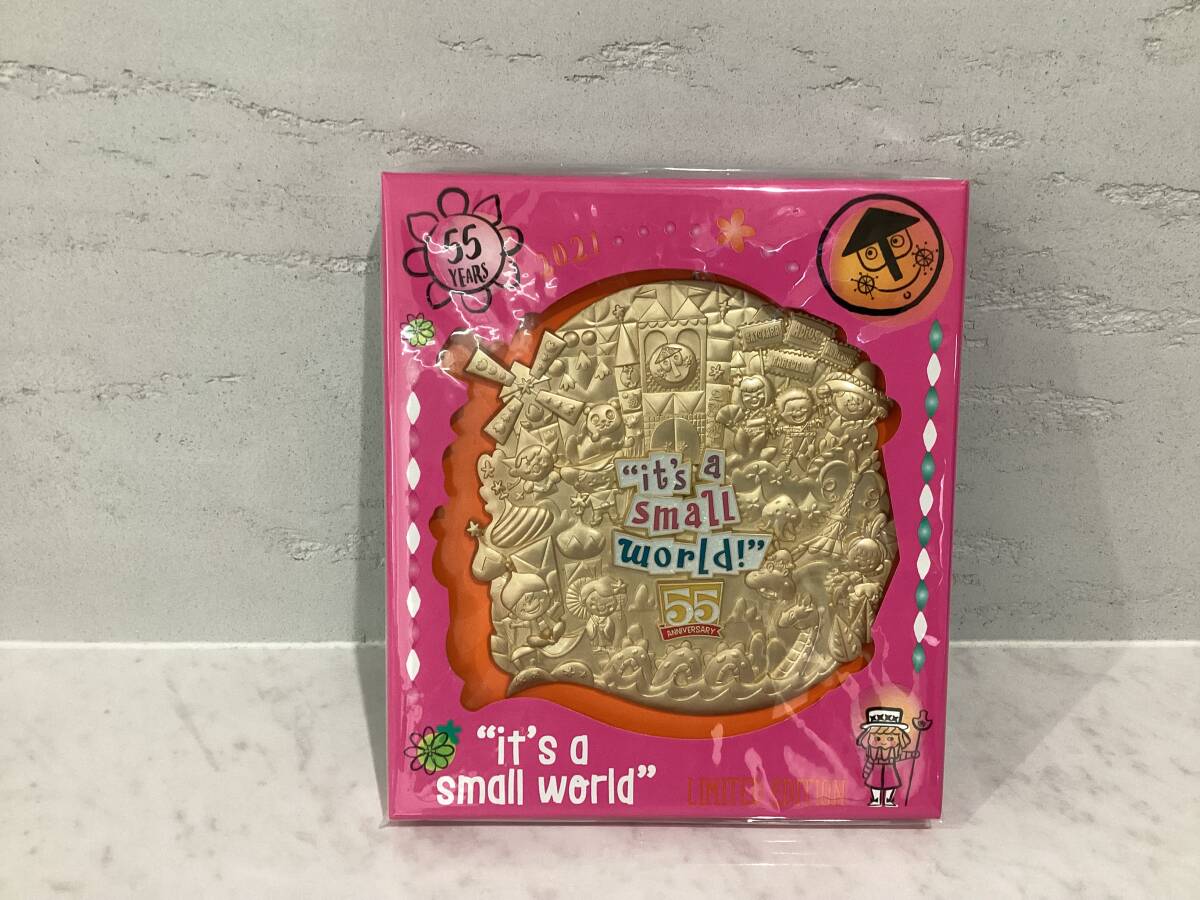 55
YEARS
2021
"it's a
small
world!"
55
ANNIVERSARY
"it's a
small world"
LIMITED EDITION